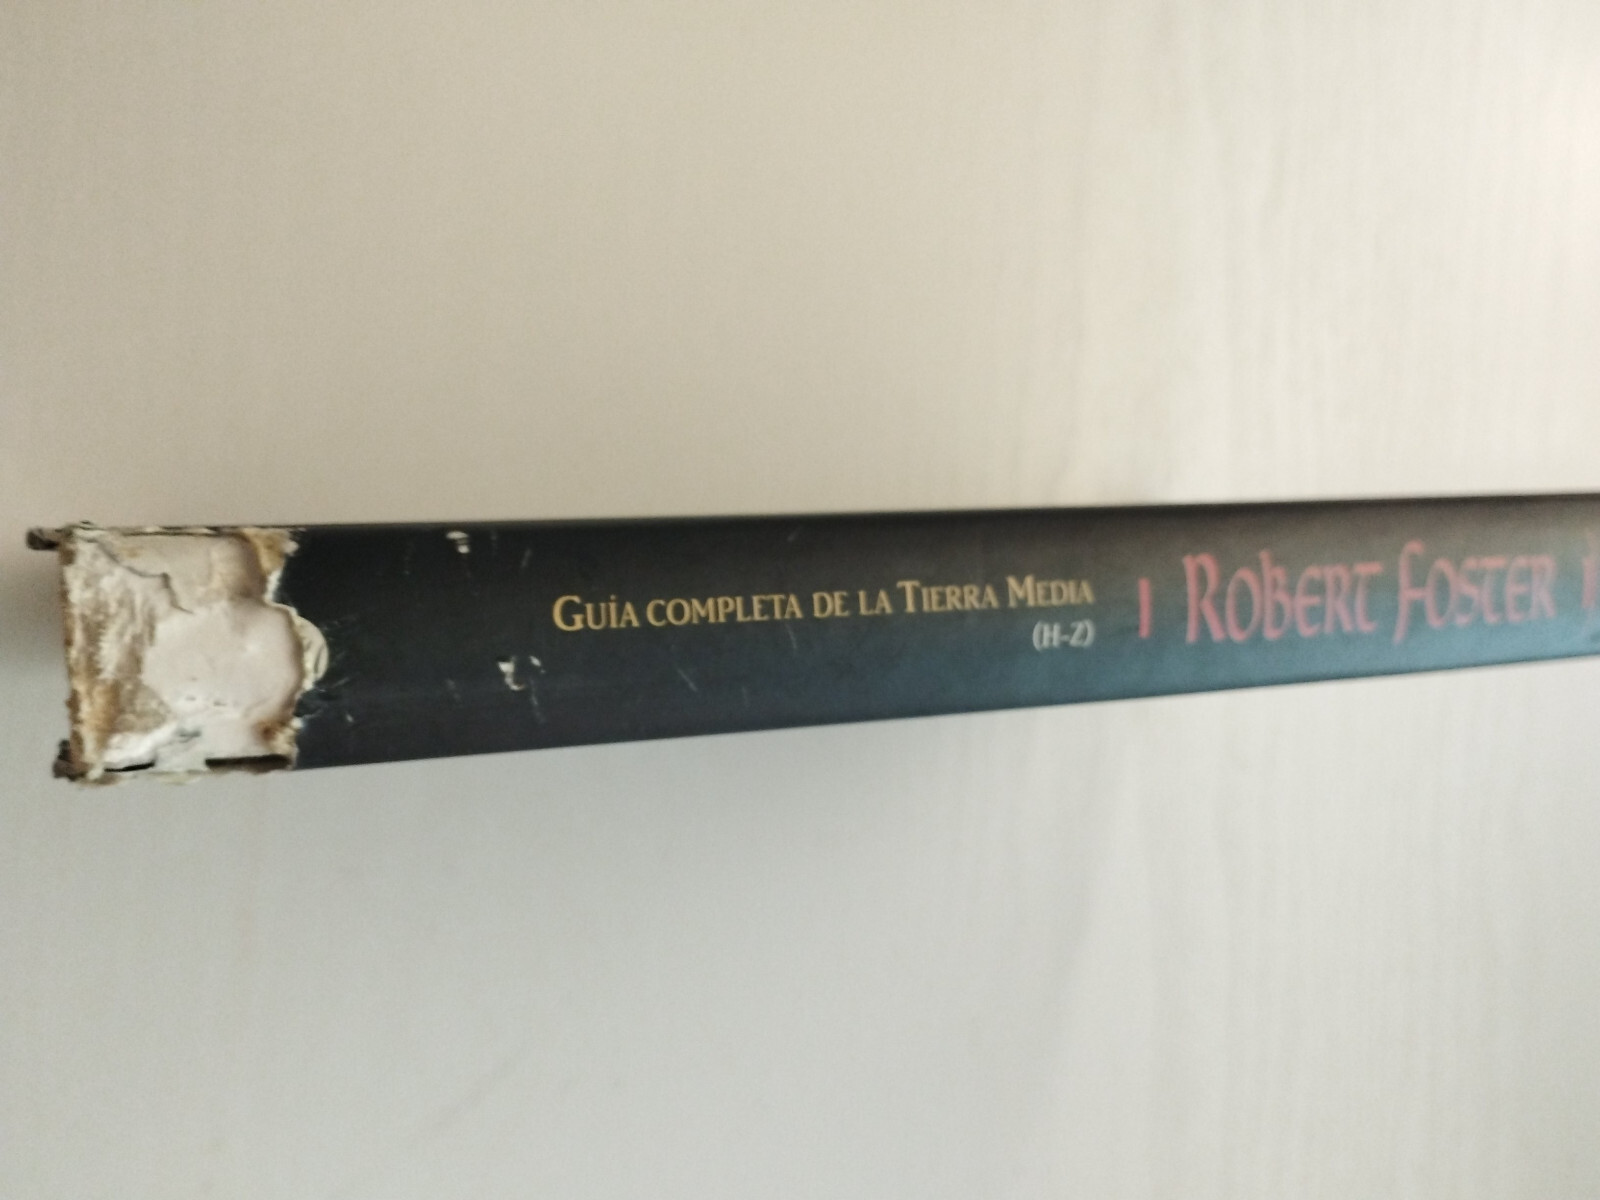 GUÍA COMPLETA DE LA TIERRA MEDIA
(H-Z)
ROBERT FOSTER